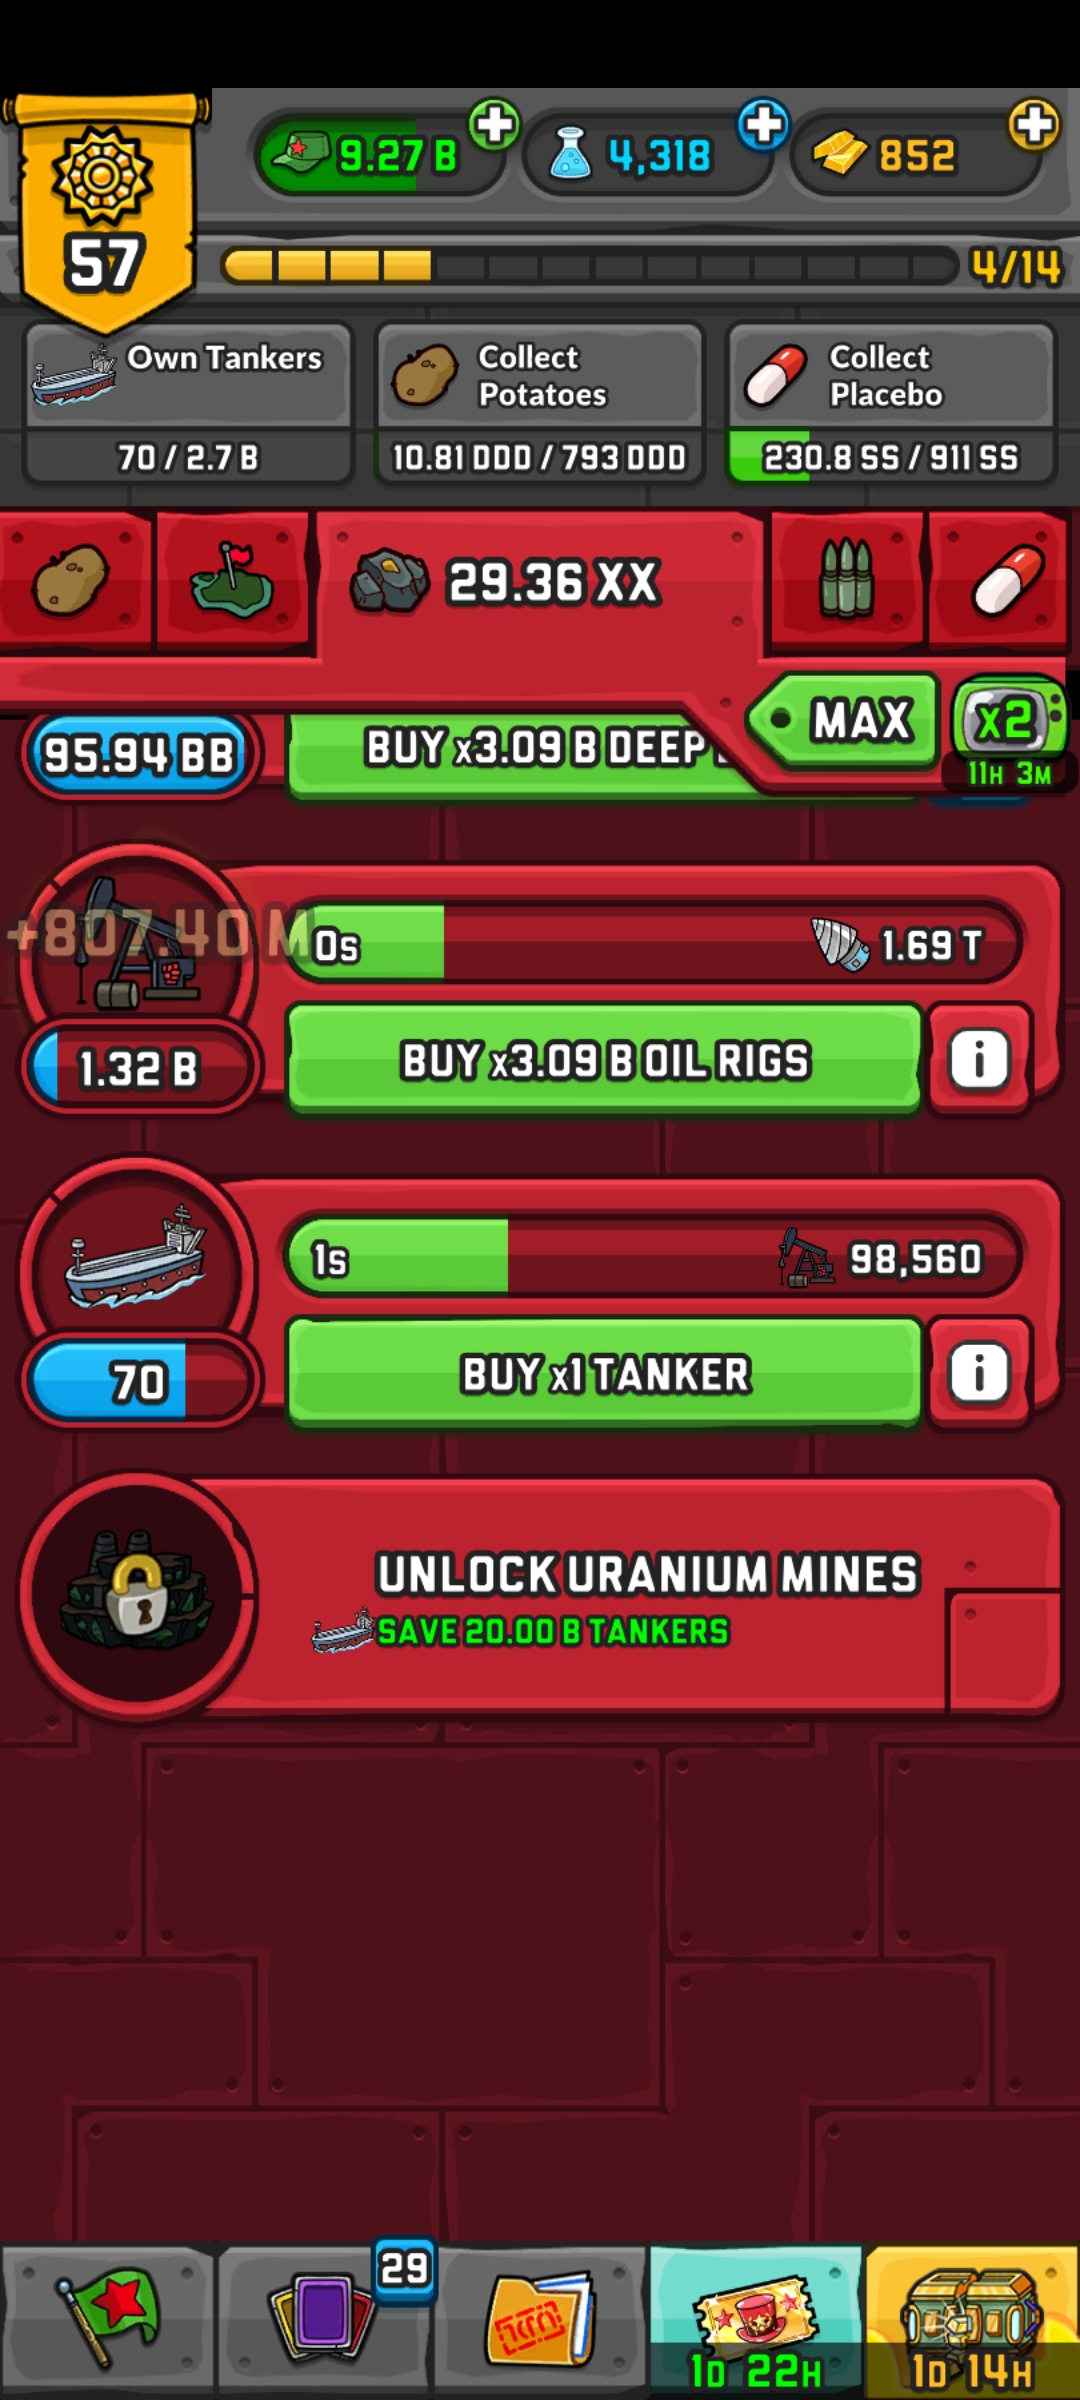 9.27 B
4,318
852
57
4/14
Own Tankers
70 / 2.7 B
Collect
Potatoes
10.81 DDD / 793 DDD
Collect
Placebo
230.8 SS / 911 SS
29.36 XX
MAX
x2
11H 3M
95.94 BB
BUY x3.09 B DEEP
+807.40 M
0s
1.69 T
1.32 B
BUY x3.09 B OIL RIGS
i
1s
98,560
70
BUY x1 TANKER
i
UNLOCK URANIUM MINES
SAVE 20.00 B TANKERS
29
1D 22H
1D 14H